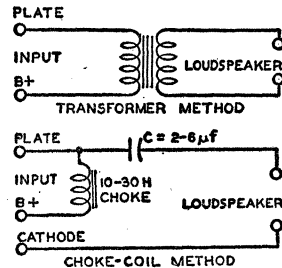 PLATE
INPUT
B+
LOUDSPEAKER
TRANSFORMER METHOD
PLATE
C = 2-6µf
INPUT
10-30 H
CHOKE
B+
LOUDSPEAKER
CATHODE
CHOKE-COIL METHOD